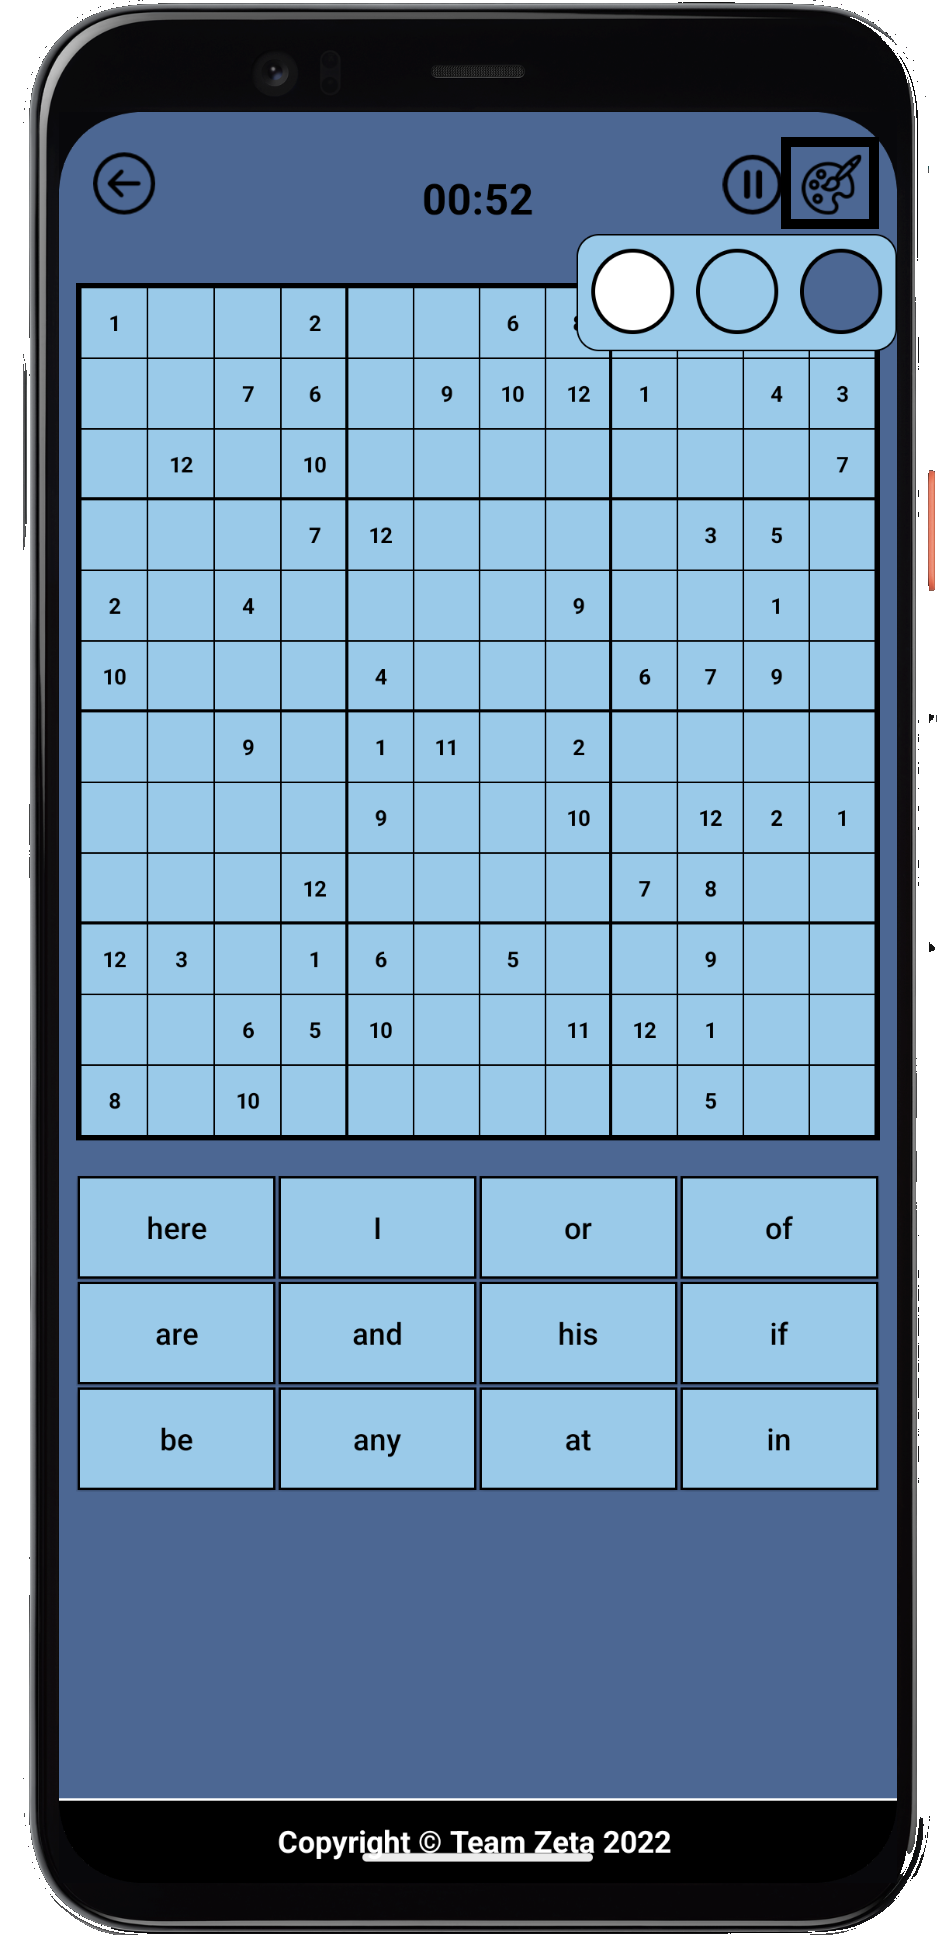 00:52
1 2 6
7 6 9 10 12 1 4 3
12 10 7
7 12 3 5
2 4 9 1
10 4 6 7 9
9 1 11 2
9 10 12 2 1
12 7 8
12 3 1 6 5 9
6 5 10 11 12 1
8 10 5
here I or of
are and his if
be any at in
Copyright © Team Zeta 2022